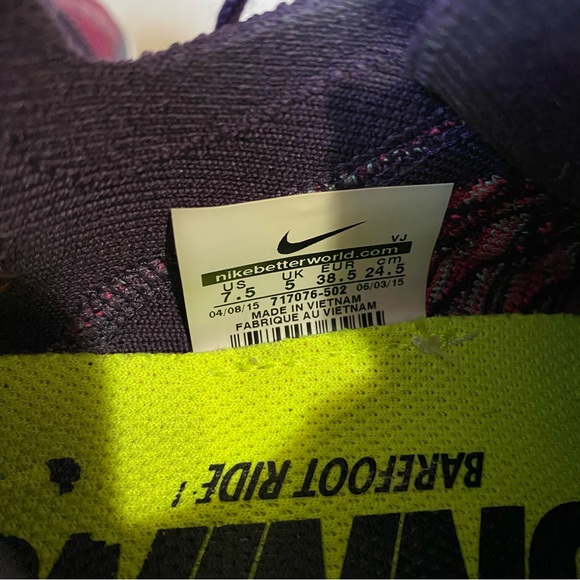 VJ
nikebetterworld.com
US UK EUR cm
7.5 5 38.5 24.5
04/08/15 717076-502 06/03/15
MADE IN VIETNAM
FABRIQUE AU VIETNAM
BAREFOOT RIDE!